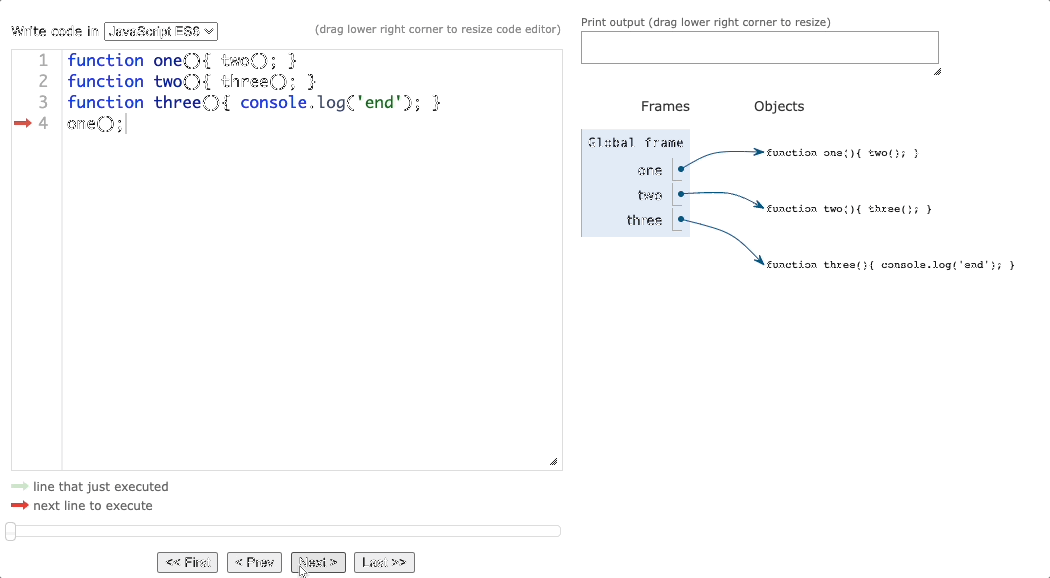 Write code in JavaScript ES6
(drag lower right corner to resize code editor)
1 function one(){ two(); }
2 function two(){ three(); }
3 function three(){ console.log('end'); }
4 one();
line that just executed
next line to execute
<< First
< Prev
Next >
Last >>
Print output (drag lower right corner to resize)
Frames
Objects
Global frame
one
two
three
function one(){ two(); }
function two(){ three(); }
function three(){ console.log('end'); }